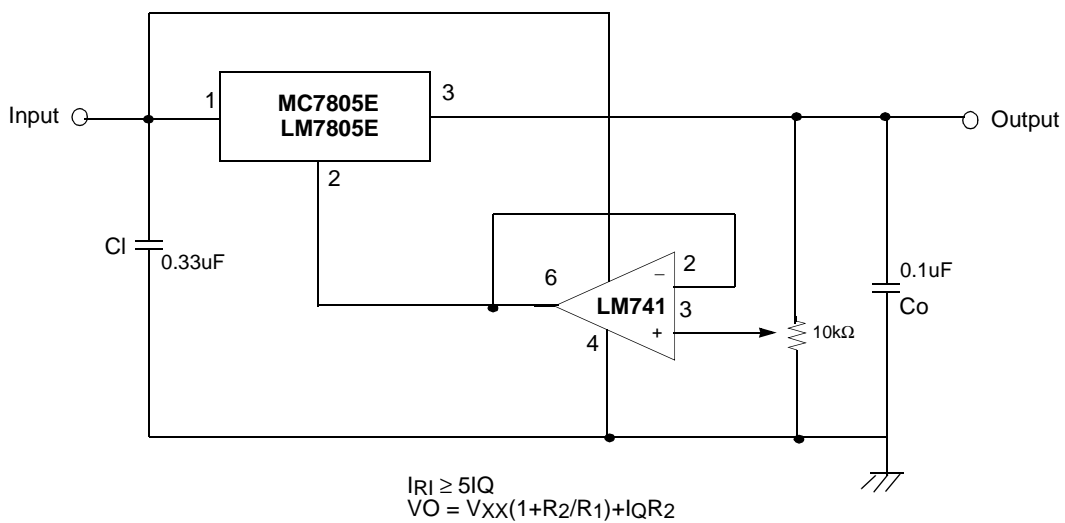 1
MC7805E
LM7805E
3
Input
Output
2
CI
0.33uF
6
2
−
LM741
3
+
4
0.1uF
Co
10kΩ
IRI ≥ 5IQ
VO = VXX(1+R2/R1)+IQR2